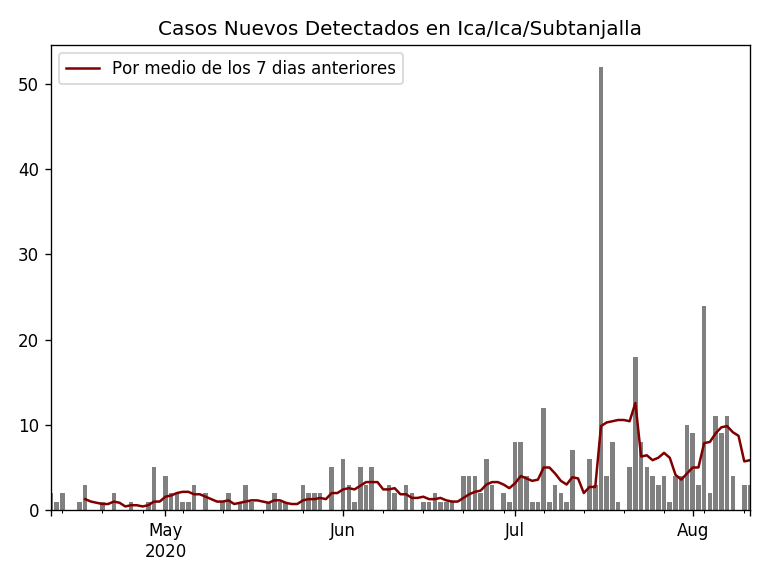 Casos Nuevos Detectados en Ica/Ica/Subtanjalla
Por medio de los 7 dias anteriores
50
40
30
20
10
0
May Jun Jul Aug
2020